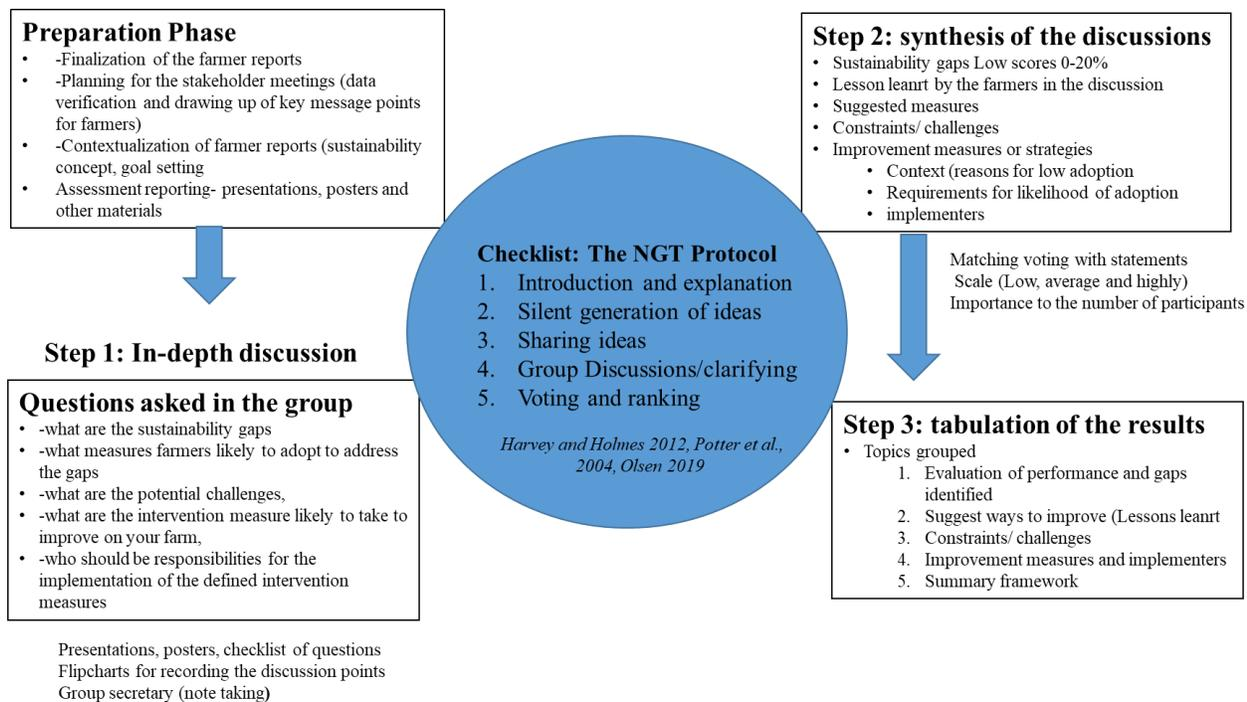 Preparation Phase
• -Finalization of the farmer reports
• -Planning for the stakeholder meetings (data
verification and drawing up of key message points
for farmers)
• -Contextualization of farmer reports (sustainability
concept, goal setting
• Assessment reporting- presentations, posters and
other materials
Step 1: In-depth discussion
Questions asked in the group
• -what are the sustainability gaps
• -what measures farmers likely to adopt to address
the gaps
• -what are the potential challenges,
• -what are the intervention measure likely to take to
improve on your farm,
• -who should be responsibilities for the
implementation of the defined intervention
measures
Presentations, posters, checklist of questions
Flipcharts for recording the discussion points
Group secretary (note taking)
Checklist: The NGT Protocol
1. Introduction and explanation
2. Silent generation of ideas
3. Sharing ideas
4. Group Discussions/clarifying
5. Voting and ranking
Harvey and Holmes 2012, Potter et al.,
2004, Olsen 2019
Step 2: synthesis of the discussions
• Sustainability gaps Low scores 0-20%
• Lesson leanrt by the farmers in the discussion
• Suggested measures
• Constraints/ challenges
• Improvement measures or strategies
• Context (reasons for low adoption
• Requirements for likelihood of adoption
• implementers
Matching voting with statements
Scale (Low, average and highly)
Importance to the number of participants
Step 3: tabulation of the results
• Topics grouped
1. Evaluation of performance and gaps
identified
2. Suggest ways to improve (Lessons leanrt
3. Constraints/ challenges
4. Improvement measures and implementers
5. Summary framework